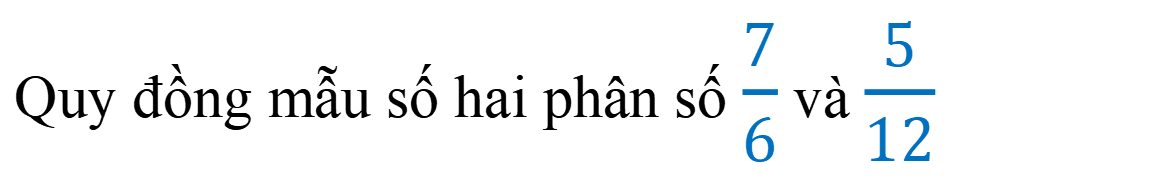 Quy đồng mẫu số hai phân số 7/6 và 5/12